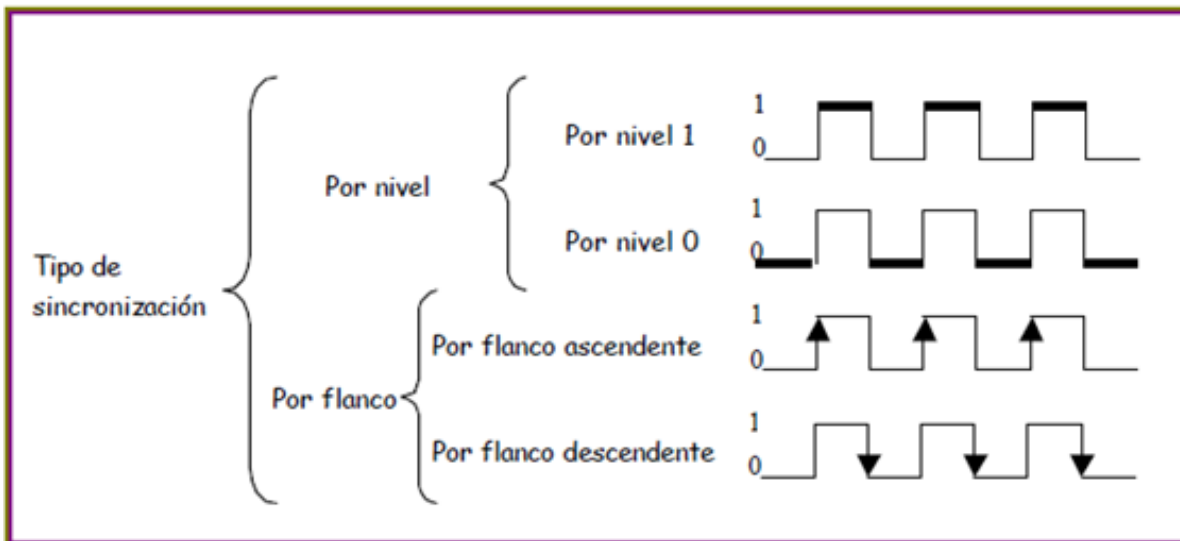 Tipo de
sincronización
Por nivel
Por nivel 1
1
0
Por nivel 0
1
0
Por flanco
Por flanco ascendente
1
0
Por flanco descendente
1
0